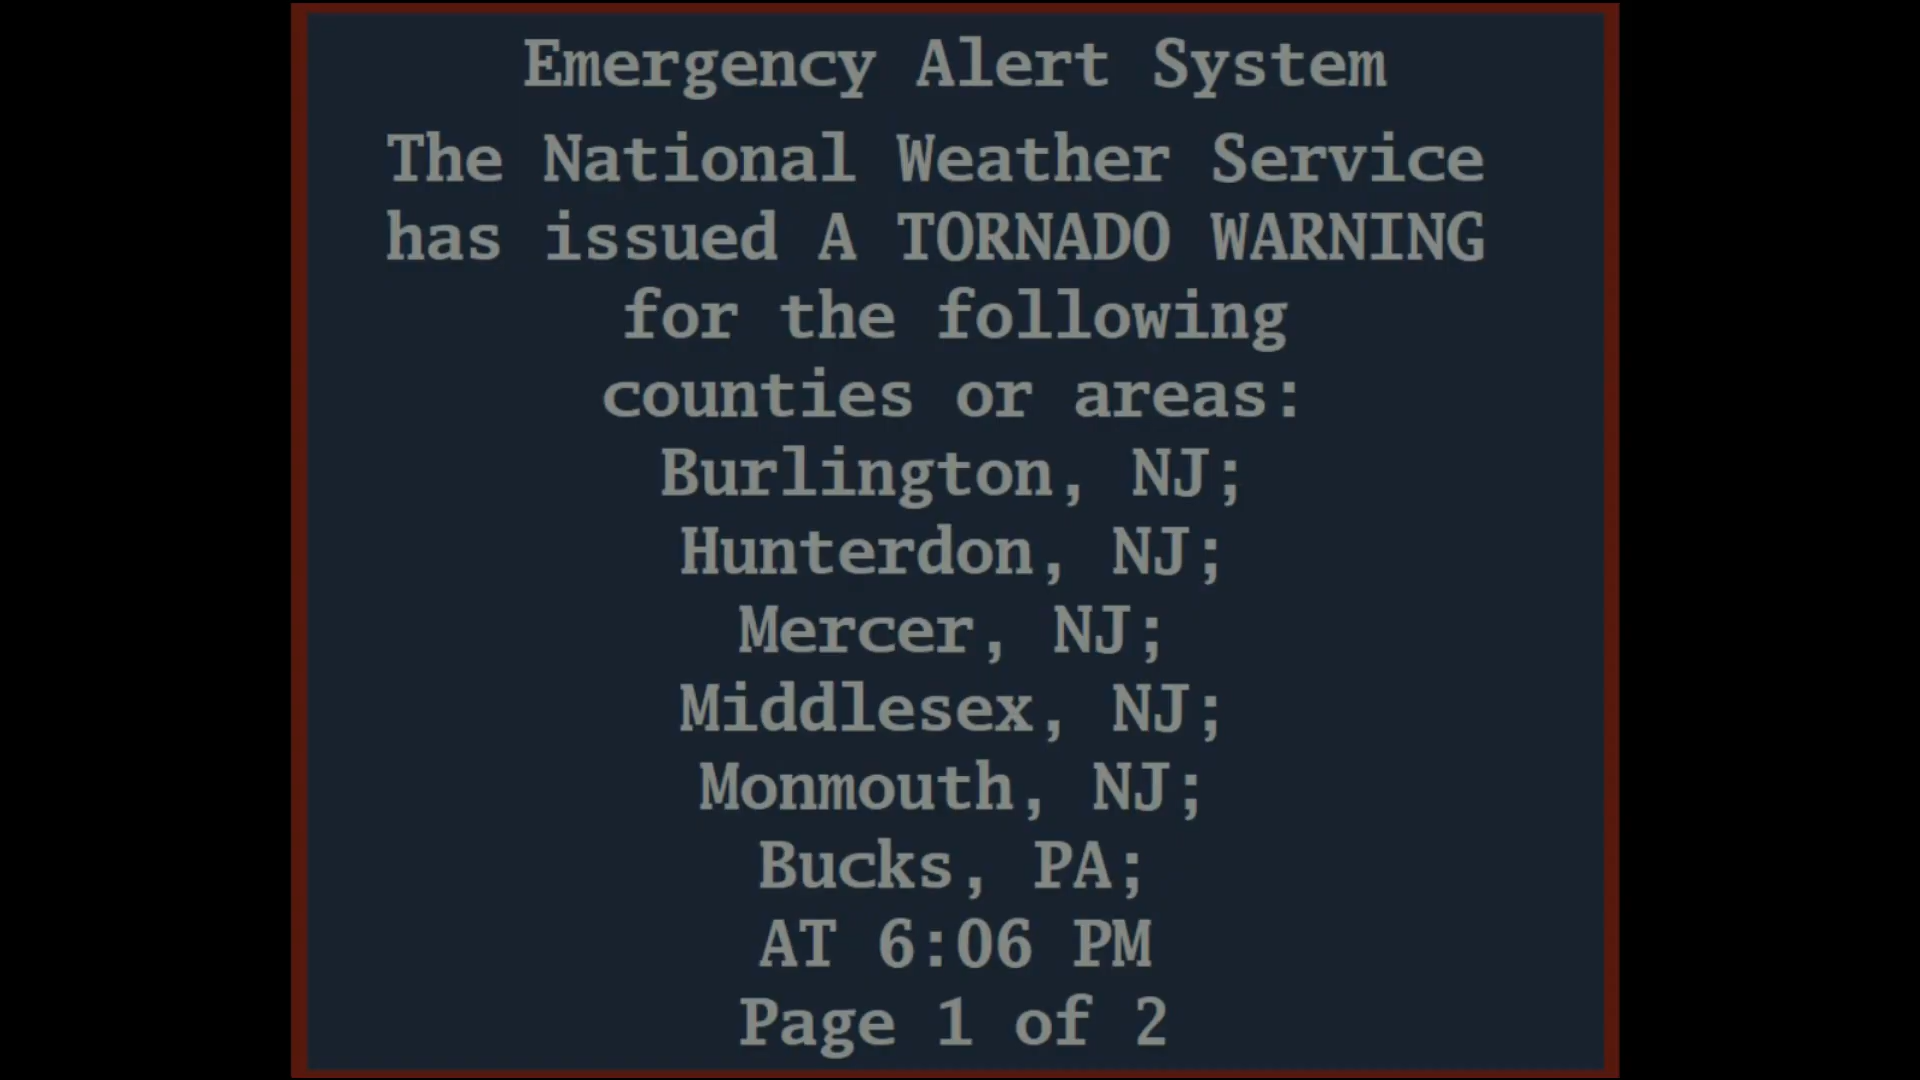 Emergency Alert System
The National Weather Service
has issued A TORNADO WARNING
for the following
counties or areas:
Burlington, NJ;
Hunterdon, NJ;
Mercer, NJ;
Middlesex, NJ;
Monmouth, NJ;
Bucks, PA;
AT 6:06 PM
Page 1 of 2